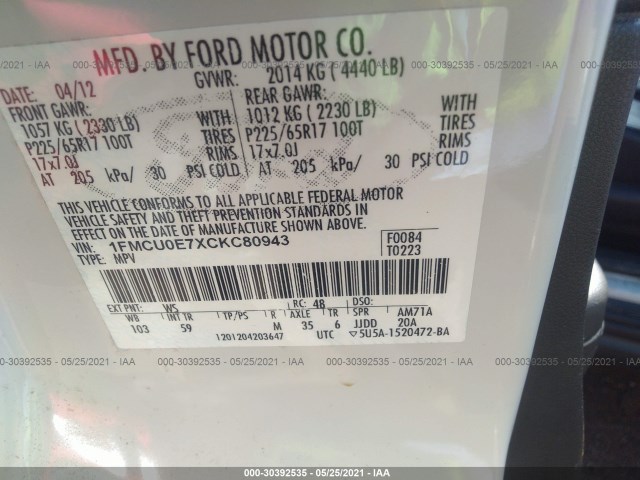 MFD. BY FORD MOTOR CO.
DATE: 04/12 GVWR: 2014 KG ( 4440 LB)
FRONT GAWR: REAR GAWR:
1057 KG ( 2330 LB) WITH 1012 KG ( 2230 LB) WITH
P225/65R17 100T TIRES P225/65R17 100T TIRES
17x7.0J RIMS 17x7.0J RIMS
AT 205 kPa/ 30 PSI COLD AT 205 kPa/ 30 PSI COLD
THIS VEHICLE CONFORMS TO ALL APPLICABLE FEDERAL MOTOR
VEHICLE SAFETY AND THEFT PREVENTION STANDARDS IN
EFFECT ON THE DATE OF MANUFACTURE SHOWN ABOVE.
VIN: 1FMCU0E7XCKC80943 F0084
TYPE: MPV T0223
EXT PNT: WS RC: 48 DSO:
WB INT TR TP/PS R AXLE TR SPR AM71A
103 59 M 35 6 JJDD 20A
1201204203647 UTC 5U5A-1520472-BA
00-30392535 - 05/25/2021 - IAA
000-30392535 - 05/25/2021 - IAA